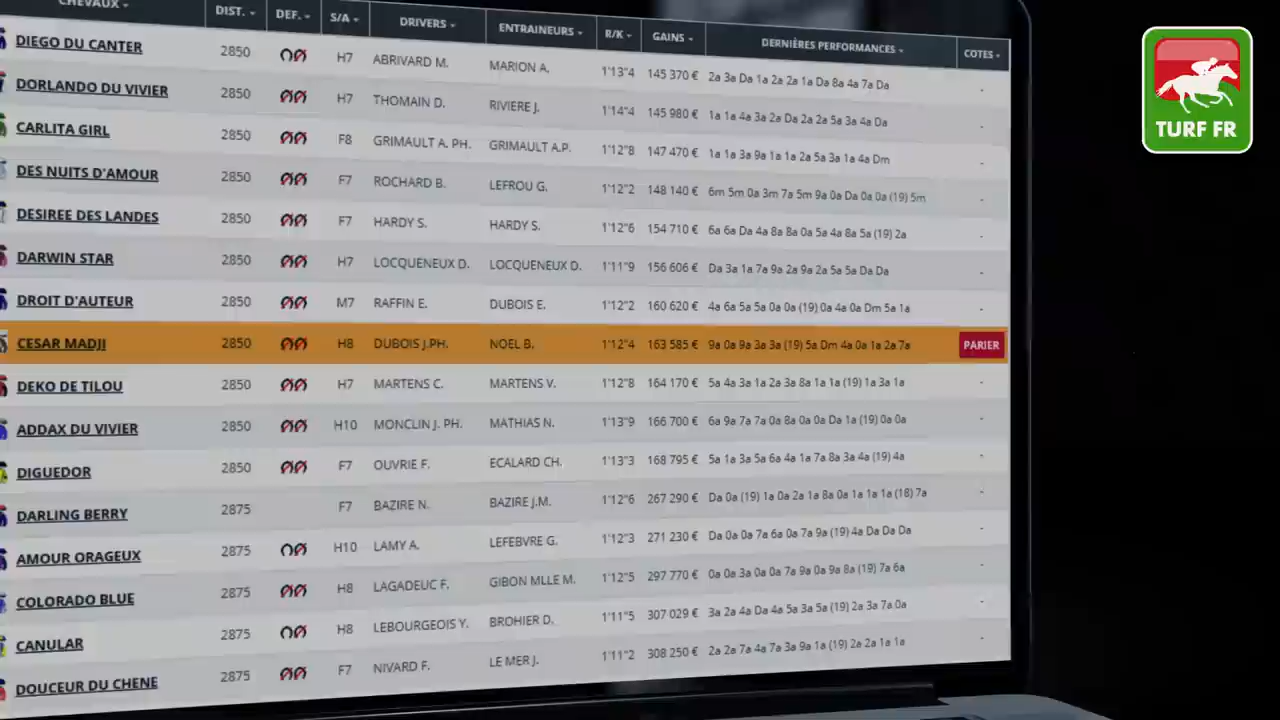 CHEVAUX DIST. DEF. S/A DRIVERS ENTRAINEURS R/K GAINS DERNIÈRES PERFORMANCES COTES
DIEGO DU CANTER 2850 H7 ABRIVARD M. MARION A. 1'13"4 145 370 € 2a 3a Da 1a 2a 2a 1a Da 8a 4a 7a Da -
DORLANDO DU VIVIER 2850 H7 THOMAIN D. RIVIERE J. 1'14"4 145 980 € 1a 1a 4a 3a 2a Da 2a 2a 5a 3a 4a Da -
CARLITA GIRL 2850 F8 GRIMAULT A. PH. GRIMAULT A.P. 1'12"8 147 470 € 1a 1a 3a 9a 1a 1a 2a 5a 3a 1a 4a Dm -
DES NUITS D'AMOUR 2850 F7 ROCHARD B. LEFROU G. 1'12"2 148 140 € 6m 5m 0a 3m 7a 5m 9a 0a Da 0a 0a (19) 5m -
DESIREE DES LANDES 2850 F7 HARDY S. HARDY S. 1'12"6 154 710 € 6a 6a Da 4a 8a 8a 0a 5a 4a 8a 5a (19) 2a -
DARWIN STAR 2850 H7 LOCQUENEUX D. LOCQUENEUX D. 1'11"9 156 606 € Da 3a 1a 7a 9a 2a 9a 2a 5a 5a Da Da -
DROIT D'AUTEUR 2850 M7 RAFFIN E. DUBOIS E. 1'12"2 160 620 € 4a 6a 5a 5a 0a 0a (19) 0a 4a 0a Dm 5a 1a -
CESAR MADJI 2850 H8 DUBOIS J.PH. NOEL B. 1'12"4 163 585 € 9a 0a 9a 3a 3a (19) 5a Dm 4a 0a 1a 2a 7a PARIER
DEKO DE TILOU 2850 H7 MARTENS C. MARTENS V. 1'12"8 164 170 € 5a 4a 3a 1a 2a 3a 8a 1a 1a (19) 1a 3a 1a -
ADDAX DU VIVIER 2850 H10 MONCLIN J. PH. MATHIAS N. 1'13"9 166 700 € 6a 9a 7a 7a 0a 8a 0a 0a Da 1a (19) 0a 0a -
DIGUEDOR 2850 F7 OUVRIE F. ECALARD CH. 1'13"3 168 795 € 5a 1a 3a 5a 6a 4a 1a 7a 8a 3a 4a (19) 4a -
DARLING BERRY 2875 F7 BAZIRE N. BAZIRE J.M. 1'12"6 267 290 € Da 0a (19) 1a 0a 2a 1a 8a 0a 1a 1a 1a (18) 7a -
AMOUR ORAGEUX 2875 H10 LAMY A. LEFEBVRE G. 1'12"3 271 230 € Da 0a 0a 7a 6a 0a 7a 9a (19) 4a Da Da Da -
COLORADO BLUE 2875 H8 LAGADEUC F. GIBON MLLE M. 1'12"5 297 770 € 0a 0a 3a 0a 0a 7a 9a 0a 9a 8a (19) 7a 6a -
CANULAR 2875 H8 LEBOURGEOIS Y. BROHIER D. 1'11"5 307 029 € 3a 2a 4a Da 4a 5a 3a 5a (19) 2a 3a 7a 0a -
DOUCEUR DU CHENE 2875 F7 NIVARD F. LE MER J. 1'11"2 308 250 € 2a 2a 7a 4a 7a 3a 9a 1a (19) 2a 2a 1a 1a -
TURF FR